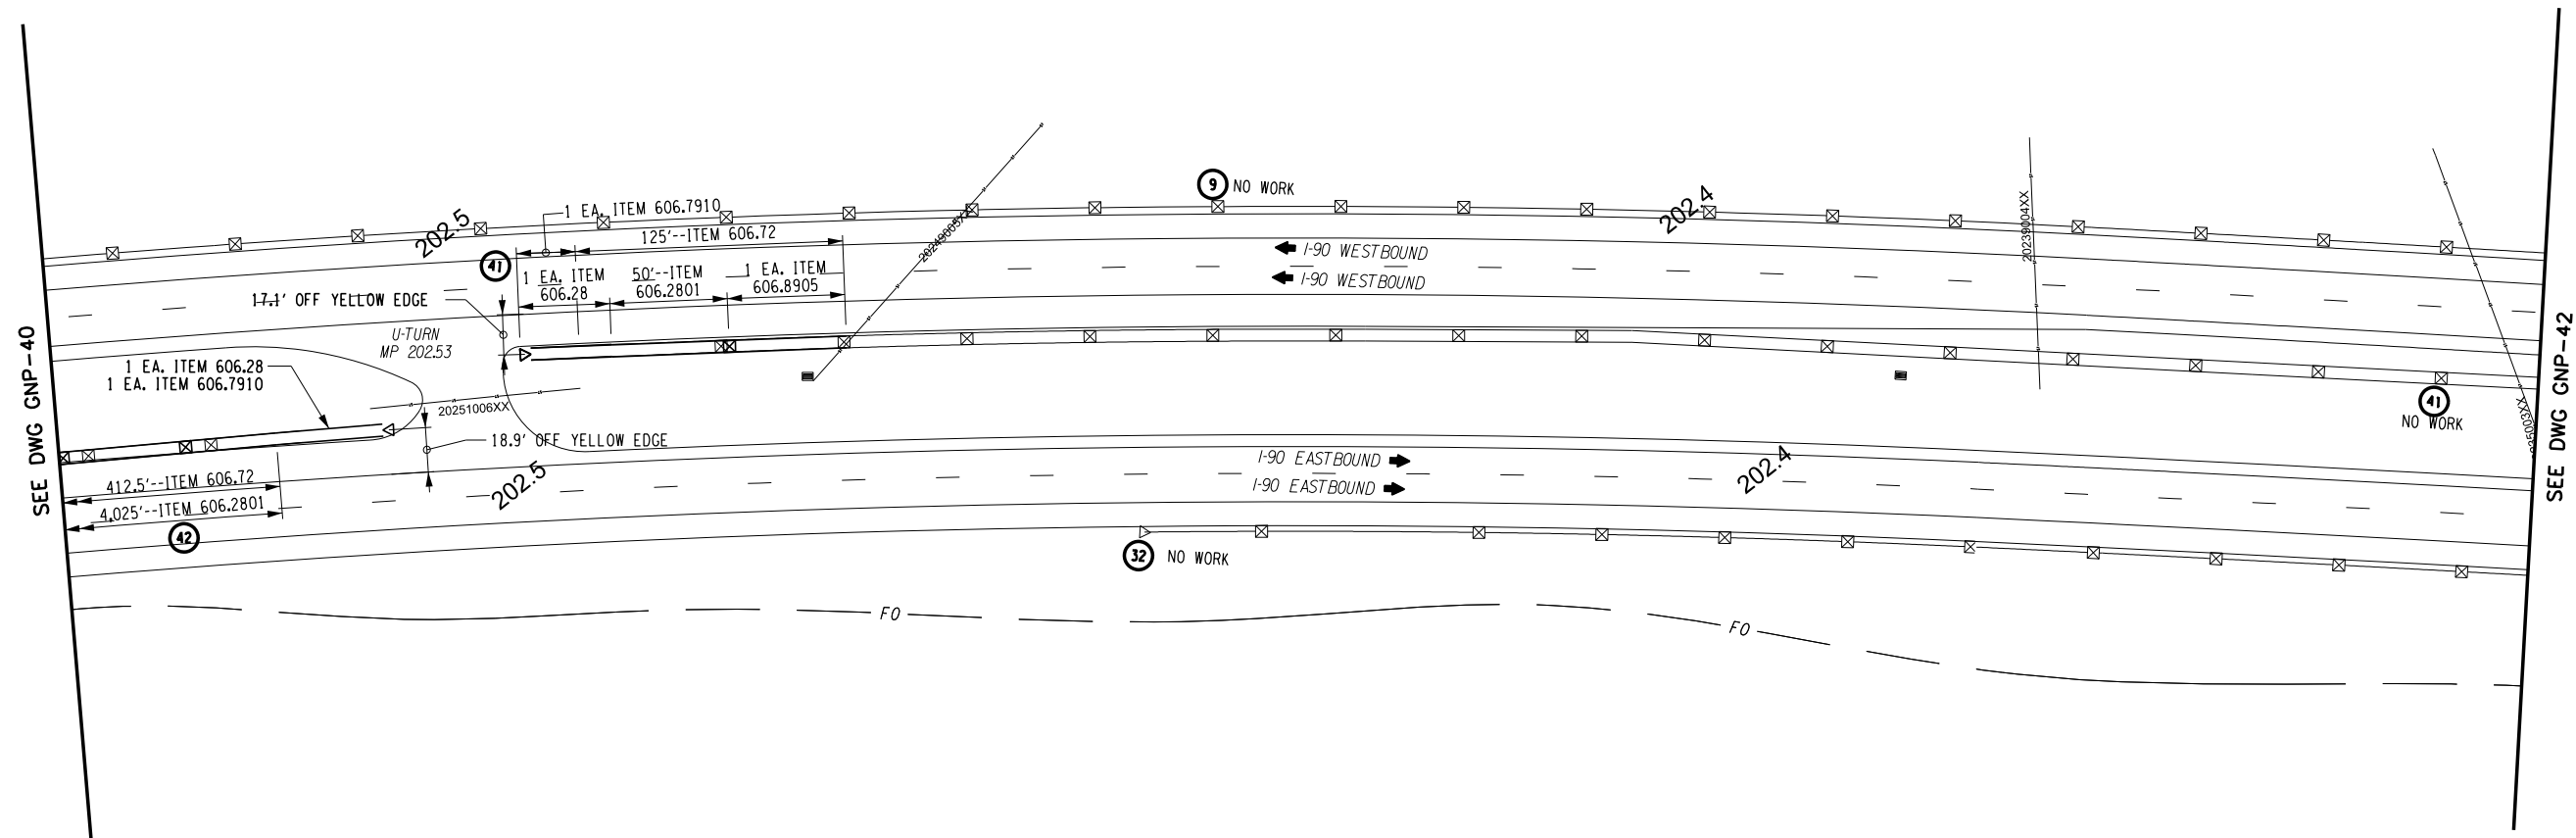 SEE DWG GNP-40
202.5
1 EA. ITEM 606.7910
125'--ITEM 606.72
41
1 EA. ITEM
606.28
50'--ITEM
606.2801
1 EA. ITEM
606.8905
17.1' OFF YELLOW EDGE
U-TURN
MP 202.53
1 EA. ITEM 606.28
1 EA. ITEM 606.7910
20251006XX
18.9' OFF YELLOW EDGE
412.5'--ITEM 606.72
4,025'--ITEM 606.2801
42
202.5
20249005XX
9 NO WORK
I-90 WESTBOUND
I-90 WESTBOUND
202.4
20239004XX
I-90 EASTBOUND
I-90 EASTBOUND
202.4
32 NO WORK
41
NO WORK
FO
FO
SEE DWG GNP-42